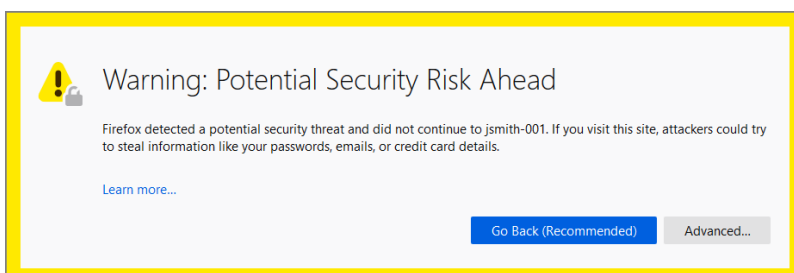 Warning: Potential Security Risk Ahead
Firefox detected a potential security threat and did not continue to jsmith-001. If you visit this site, attackers could try
to steal information like your passwords, emails, or credit card details.
Learn more...
Go Back (Recommended)
Advanced...